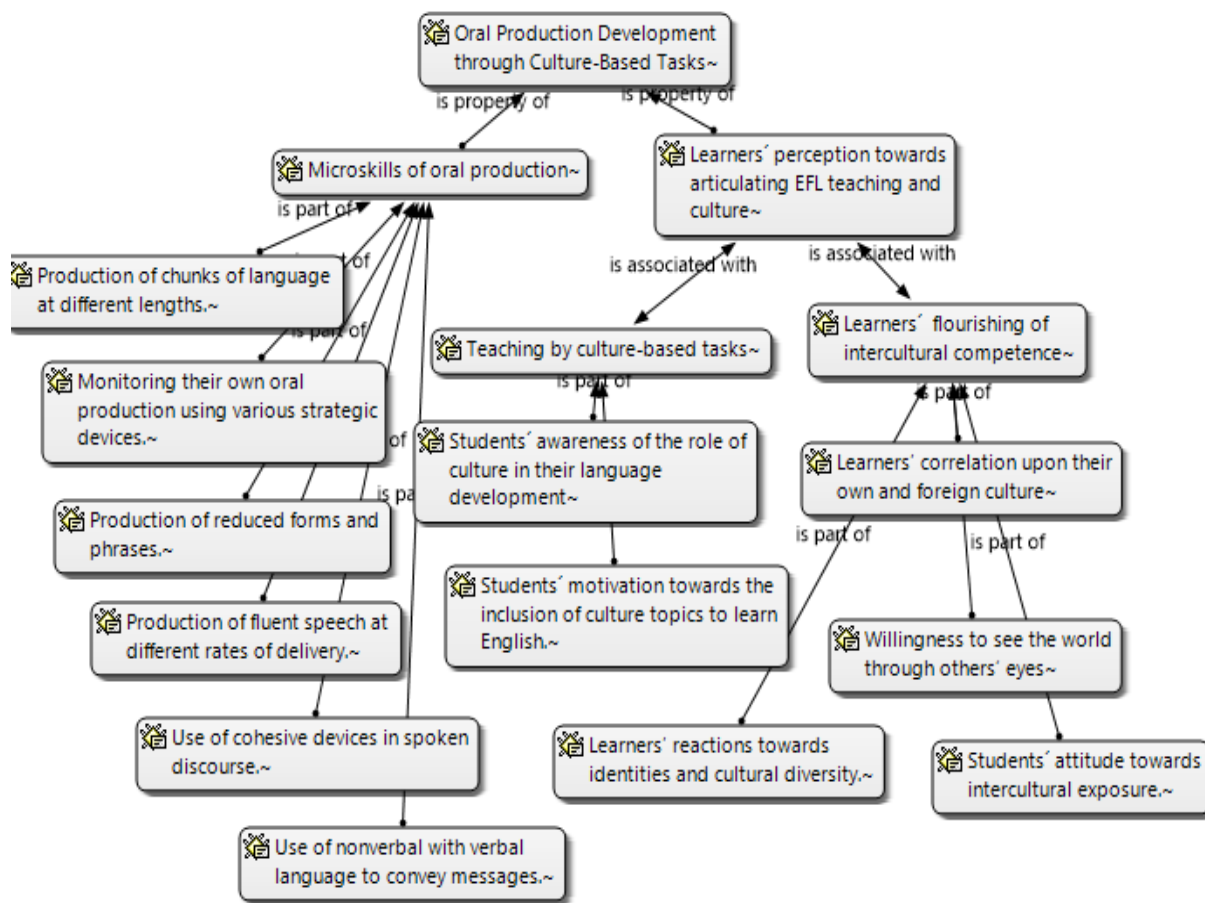 Oral Production Development
through Culture-Based Tasks~
is property of
is property of
Microskills of oral production~
Learners´ perception towards
articulating EFL teaching and
culture~
is part of
is associated with
is associated with
Production of chunks of language
at different lengths.~
of
is part of
Learners´ flourishing of
intercultural competence~
Teaching by culture-based tasks~
is part of
is part of
Monitoring their own oral
production using various strategic
devices.~
of
Students´ awareness of the role of
culture in their language
development~
Learners' correlation upon their
own and foreign culture~
is
Production of reduced forms and
phrases.~
is part of
is part of
Students´ motivation towards the
inclusion of culture topics to learn
English.~
Production of fluent speech at
different rates of delivery.~
Willingness to see the world
through others' eyes~
Use of cohesive devices in spoken
discourse.~
Learners' reactions towards
identities and cultural diversity.~
Students´ attitude towards
intercultural exposure.~
Use of nonverbal with verbal
language to convey messages.~